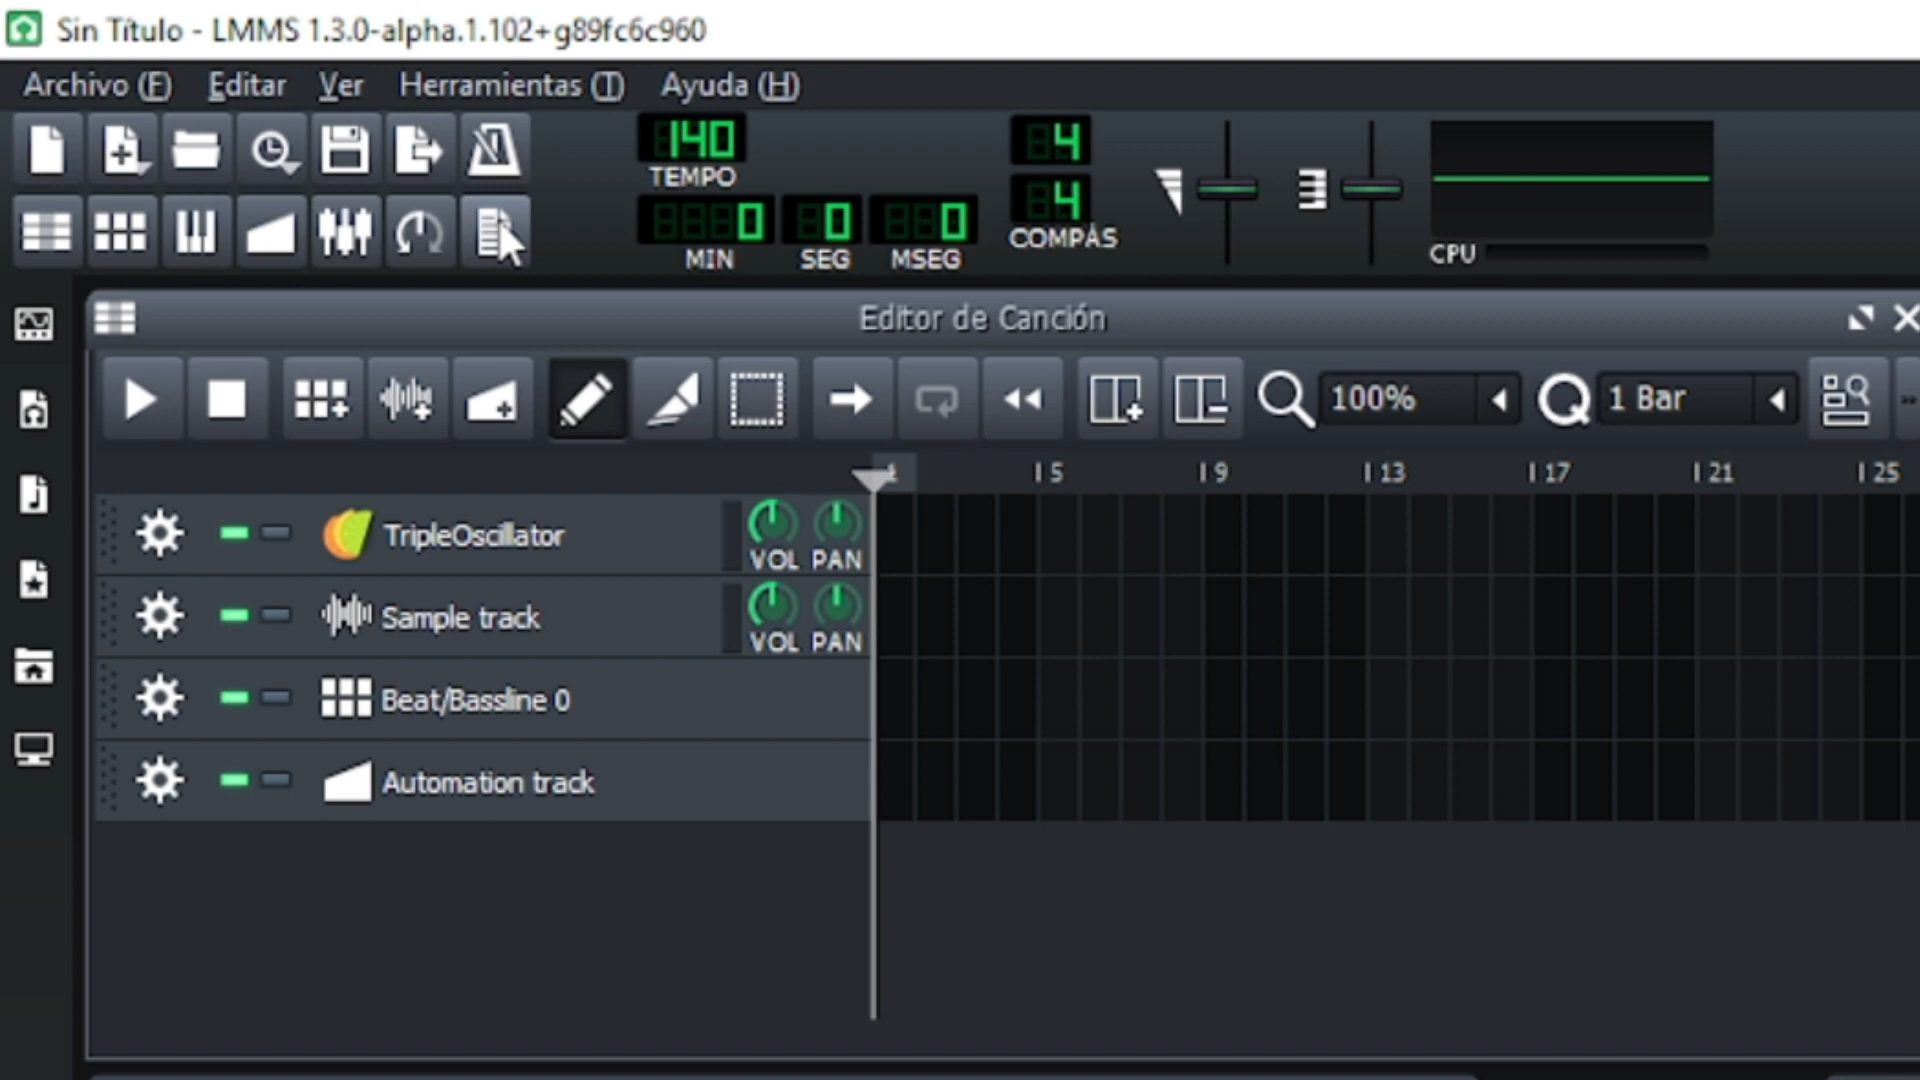 Sin Título - LMMS 1.3.0-alpha.1.102+g89fc6c960
Archivo (F) Editar Ver Herramientas (T) Ayuda (H)
140
TEMPO
4
4
COMPÁS
0 0 0
MIN SEG MSEG
CPU
Editor de Canción
100% 1 Bar
5 9 13 17 21 25
TripleOscillator VOL PAN
Sample track VOL PAN
Beat/Bassline 0
Automation track